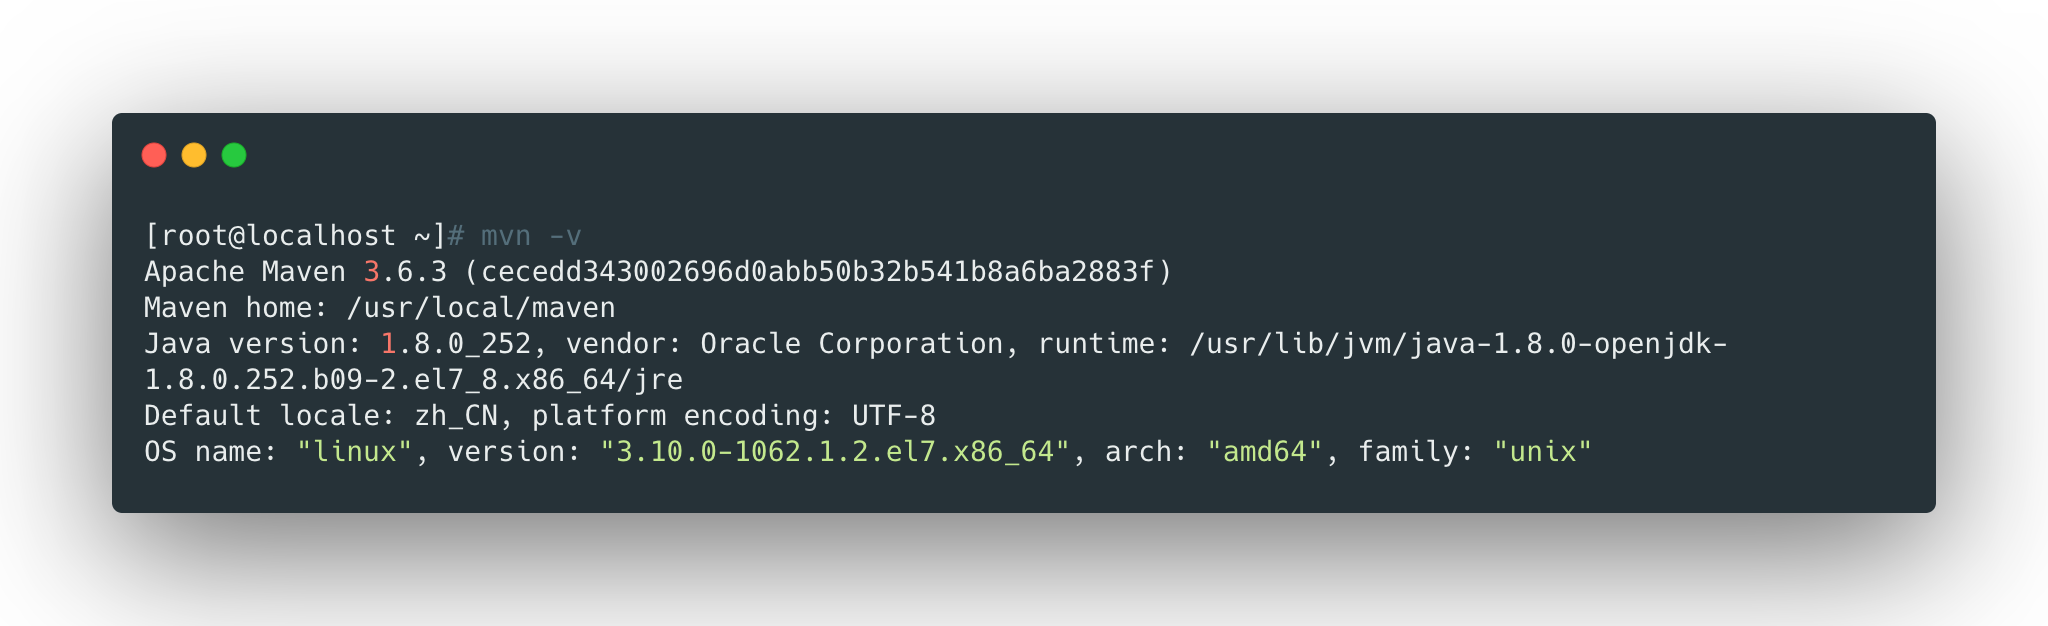 [root@localhost ~]# mvn -v
Apache Maven 3.6.3 (cecedd343002696d0abb50b32b541b8a6ba2883f)
Maven home: /usr/local/maven
Java version: 1.8.0_252, vendor: Oracle Corporation, runtime: /usr/lib/jvm/java-1.8.0-openjdk-
1.8.0.252.b09-2.el7_8.x86_64/jre
Default locale: zh_CN, platform encoding: UTF-8
OS name: "linux", version: "3.10.0-1062.1.2.el7.x86_64", arch: "amd64", family: "unix"